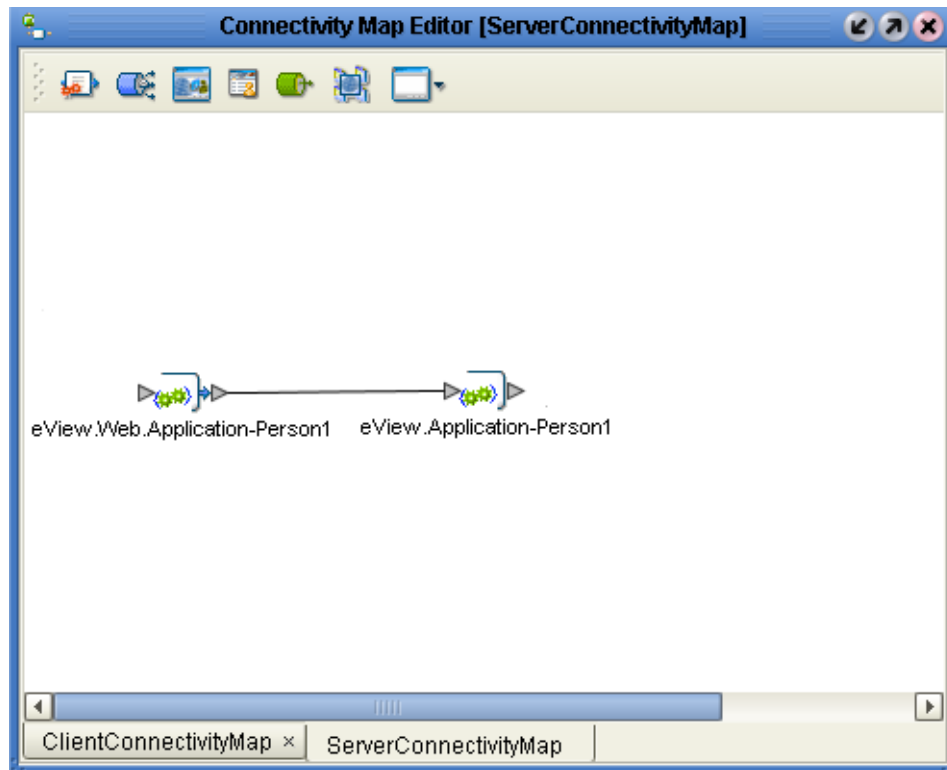 Connectivity Map Editor [ServerConnectivityMap]
eView.Web.Application-Person1 eView.Application-Person1
ClientConnectivityMap × ServerConnectivityMap